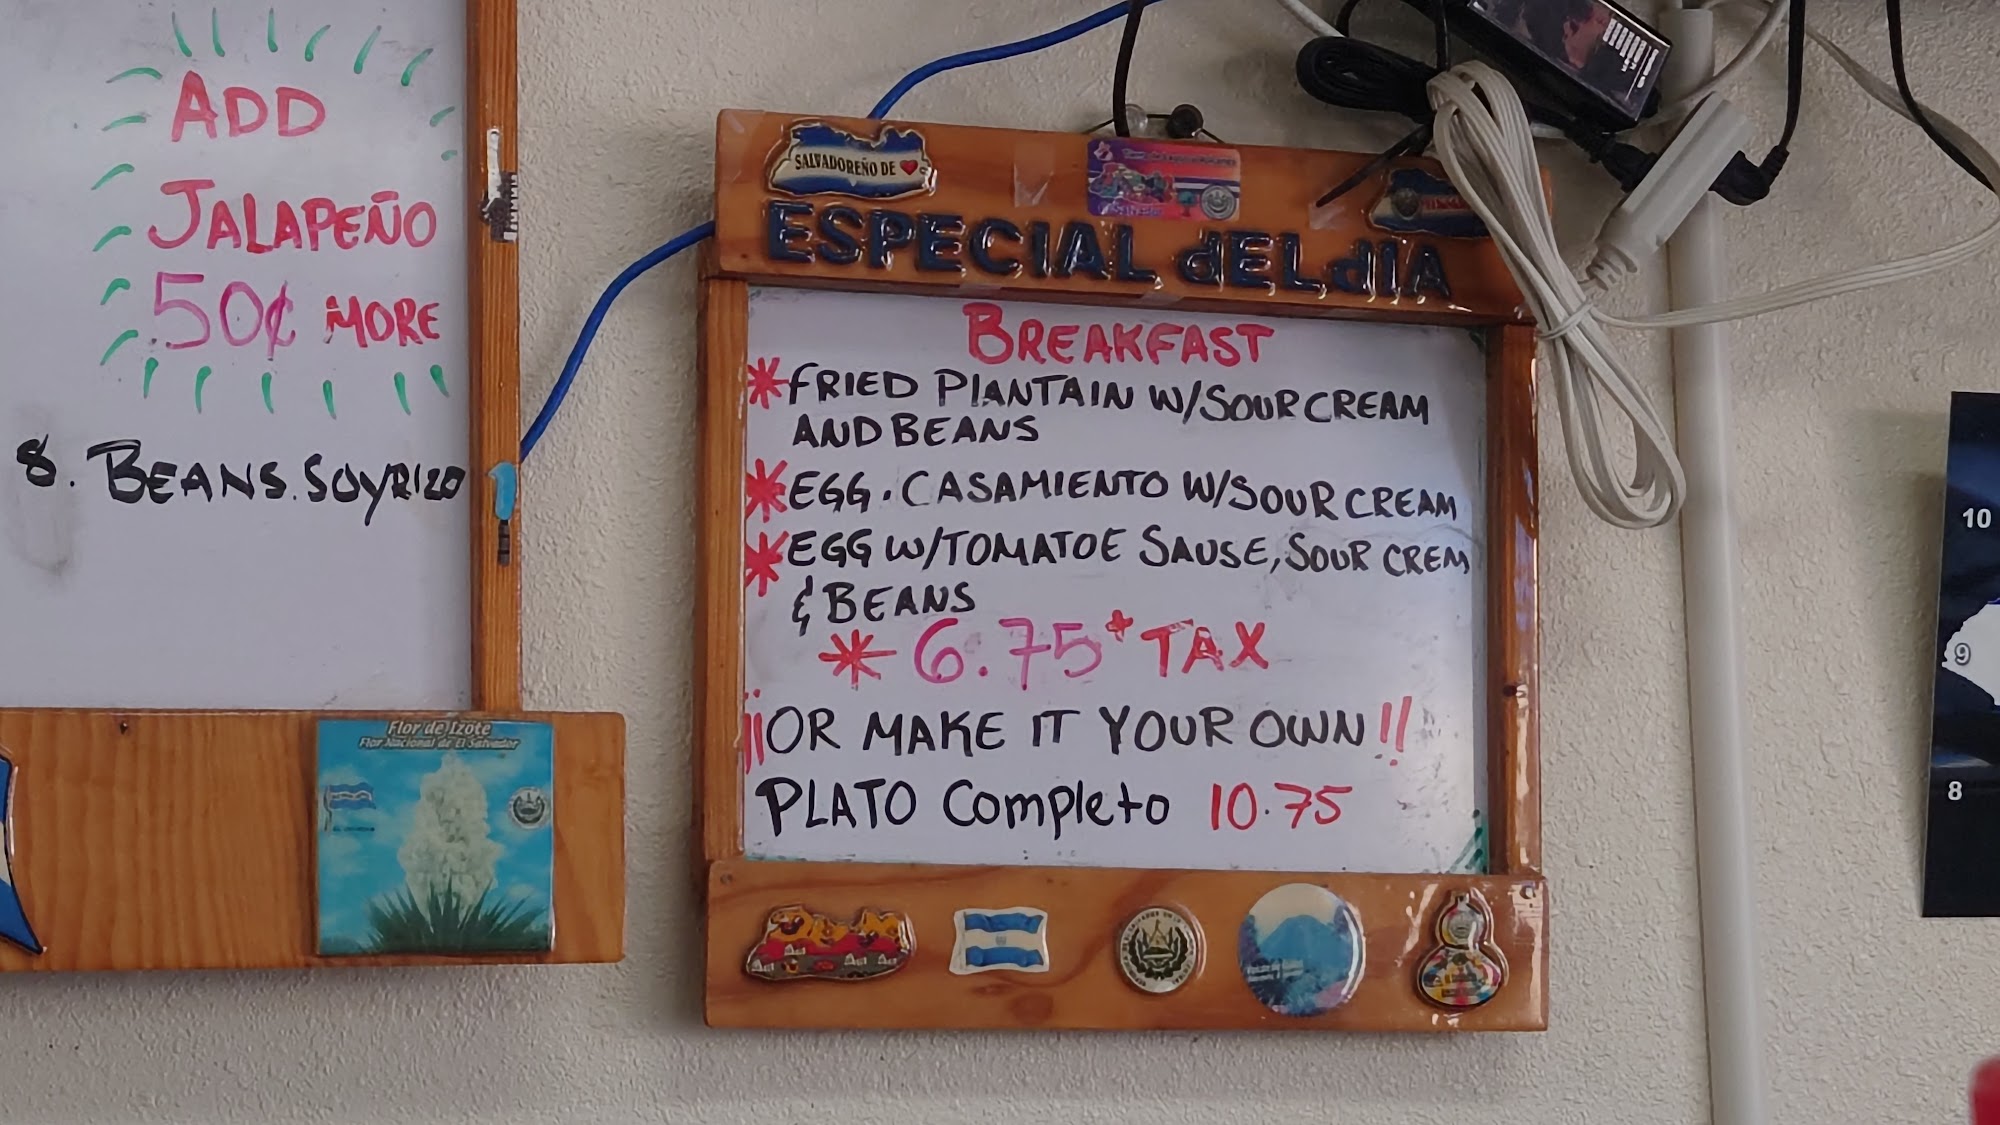 ADD
JALAPEÑO
.50¢ MORE
8. BEANS.SOYRIZO
Flor de Izote
Flor Nacional de El Salvador
SALVADOREÑO DE
ESPECIAL dEL dIA
BREAKFAST
*FRIED PLANTAIN W/SOUR CREAM
AND BEANS
*EGG. CASAMIENTO W/SOUR CREAM
*EGG W/TOMATOE SAUSE, SOUR CREM
& BEANS
* 6.75+ TAX
¡¡OR MAKE IT YOUR OWN!!
PLATO Completo 10.75
10
9
8